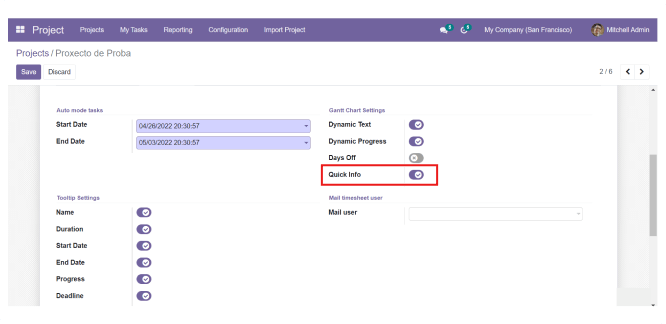 Project Projects My Tasks Reporting Configuration Import Project My Company (San Francisco) Mitchell Admin
Projects / Proxecto de Proba
Save Discard 2 / 6
Auto mode tasks Gantt Chart Settings
Start Date 04/26/2022 20:30:57 Dynamic Text
End Date 05/03/2022 20:30:57 Dynamic Progress
Days Off
Quick Info
Tooltip Settings Mail timesheet user
Name Mail user
Duration
Start Date
End Date
Progress
Deadline